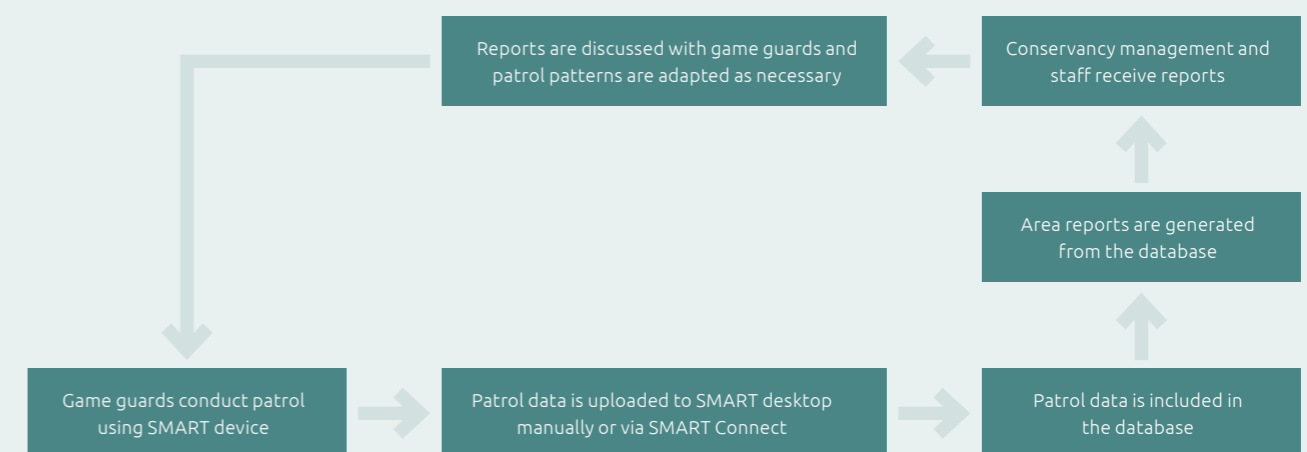 Reports are discussed with game guards and
patrol patterns are adapted as necessary
Conservancy management and
staff receive reports
Area reports are generated
from the database
Game guards conduct patrol
using SMART device
Patrol data is uploaded to SMART desktop
manually or via SMART Connect
Patrol data is included in
the database